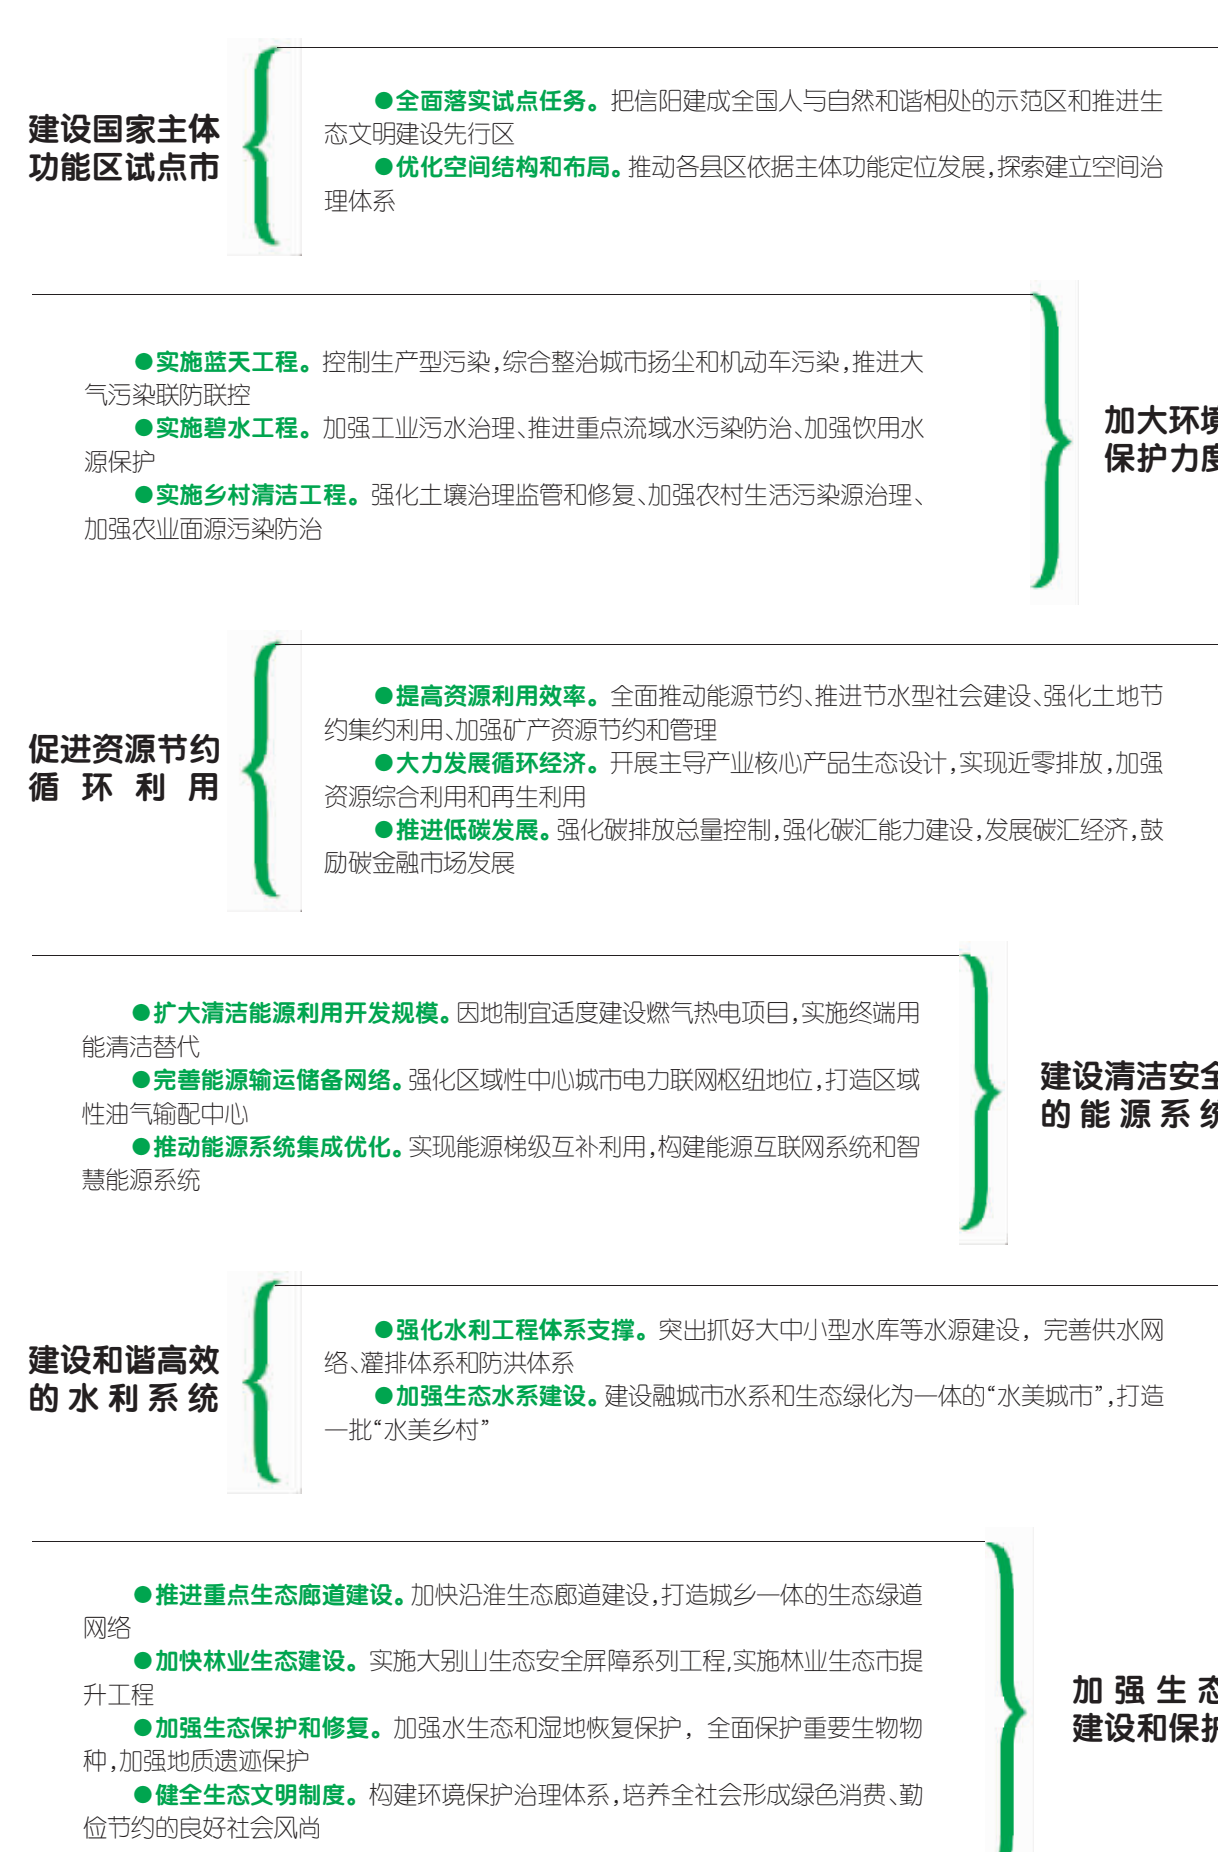 建设国家主体
功能区试点市
●全面落实试点任务。把信阳建成全国人与自然和谐相处的示范区和推进生
态文明建设先行区
●优化空间结构和布局。推动各县区依据主体功能定位发展,探索建立空间治
理体系
●实施蓝天工程。控制生产型污染,综合整治城市扬尘和机动车污染,推进大
气污染联防联控
●实施碧水工程。加强工业污水治理、推进重点流域水污染防治、加强饮用水
源保护
●实施乡村清洁工程。强化土壤治理监管和修复、加强农村生活污染源治理、
加强农业面源污染防治
加大环境
保护力度
促进资源节约
循环利用
●提高资源利用效率。全面推动能源节约、推进节水型社会建设、强化土地节
约集约利用、加强矿产资源节约和管理
●大力发展循环经济。开展主导产业核心产品生态设计,实现近零排放,加强
资源综合利用和再生利用
●推进低碳发展。强化碳排放总量控制,强化碳汇能力建设,发展碳汇经济,鼓
励碳金融市场发展
●扩大清洁能源利用开发规模。因地制宜适度建设燃气热电项目,实施终端用
能清洁替代
●完善能源输运储备网络。强化区域性中心城市电力联网枢纽地位,打造区域
性油气输配中心
●推动能源系统集成优化。实现能源梯级互补利用,构建能源互联网系统和智
慧能源系统
建设清洁安全
的能源系统
建设和谐高效
的水利系统
●强化水利工程体系支撑。突出抓好大中小型水库等水源建设，完善供水网
络、灌排体系和防洪体系
●加强生态水系建设。建设融城市水系和生态绿化为一体的“水美城市”,打造
一批“水美乡村”
●推进重点生态廊道建设。加快沿淮生态廊道建设,打造城乡一体的生态绿道
网络
●加快林业生态建设。实施大别山生态安全屏障系列工程,实施林业生态市提
升工程
●加强生态保护和修复。加强水生态和湿地恢复保护，全面保护重要生物物
种,加强地质遗迹保护
●健全生态文明制度。构建环境保护治理体系,培养全社会形成绿色消费、勤
俭节约的良好社会风尚
加强生态
建设和保护